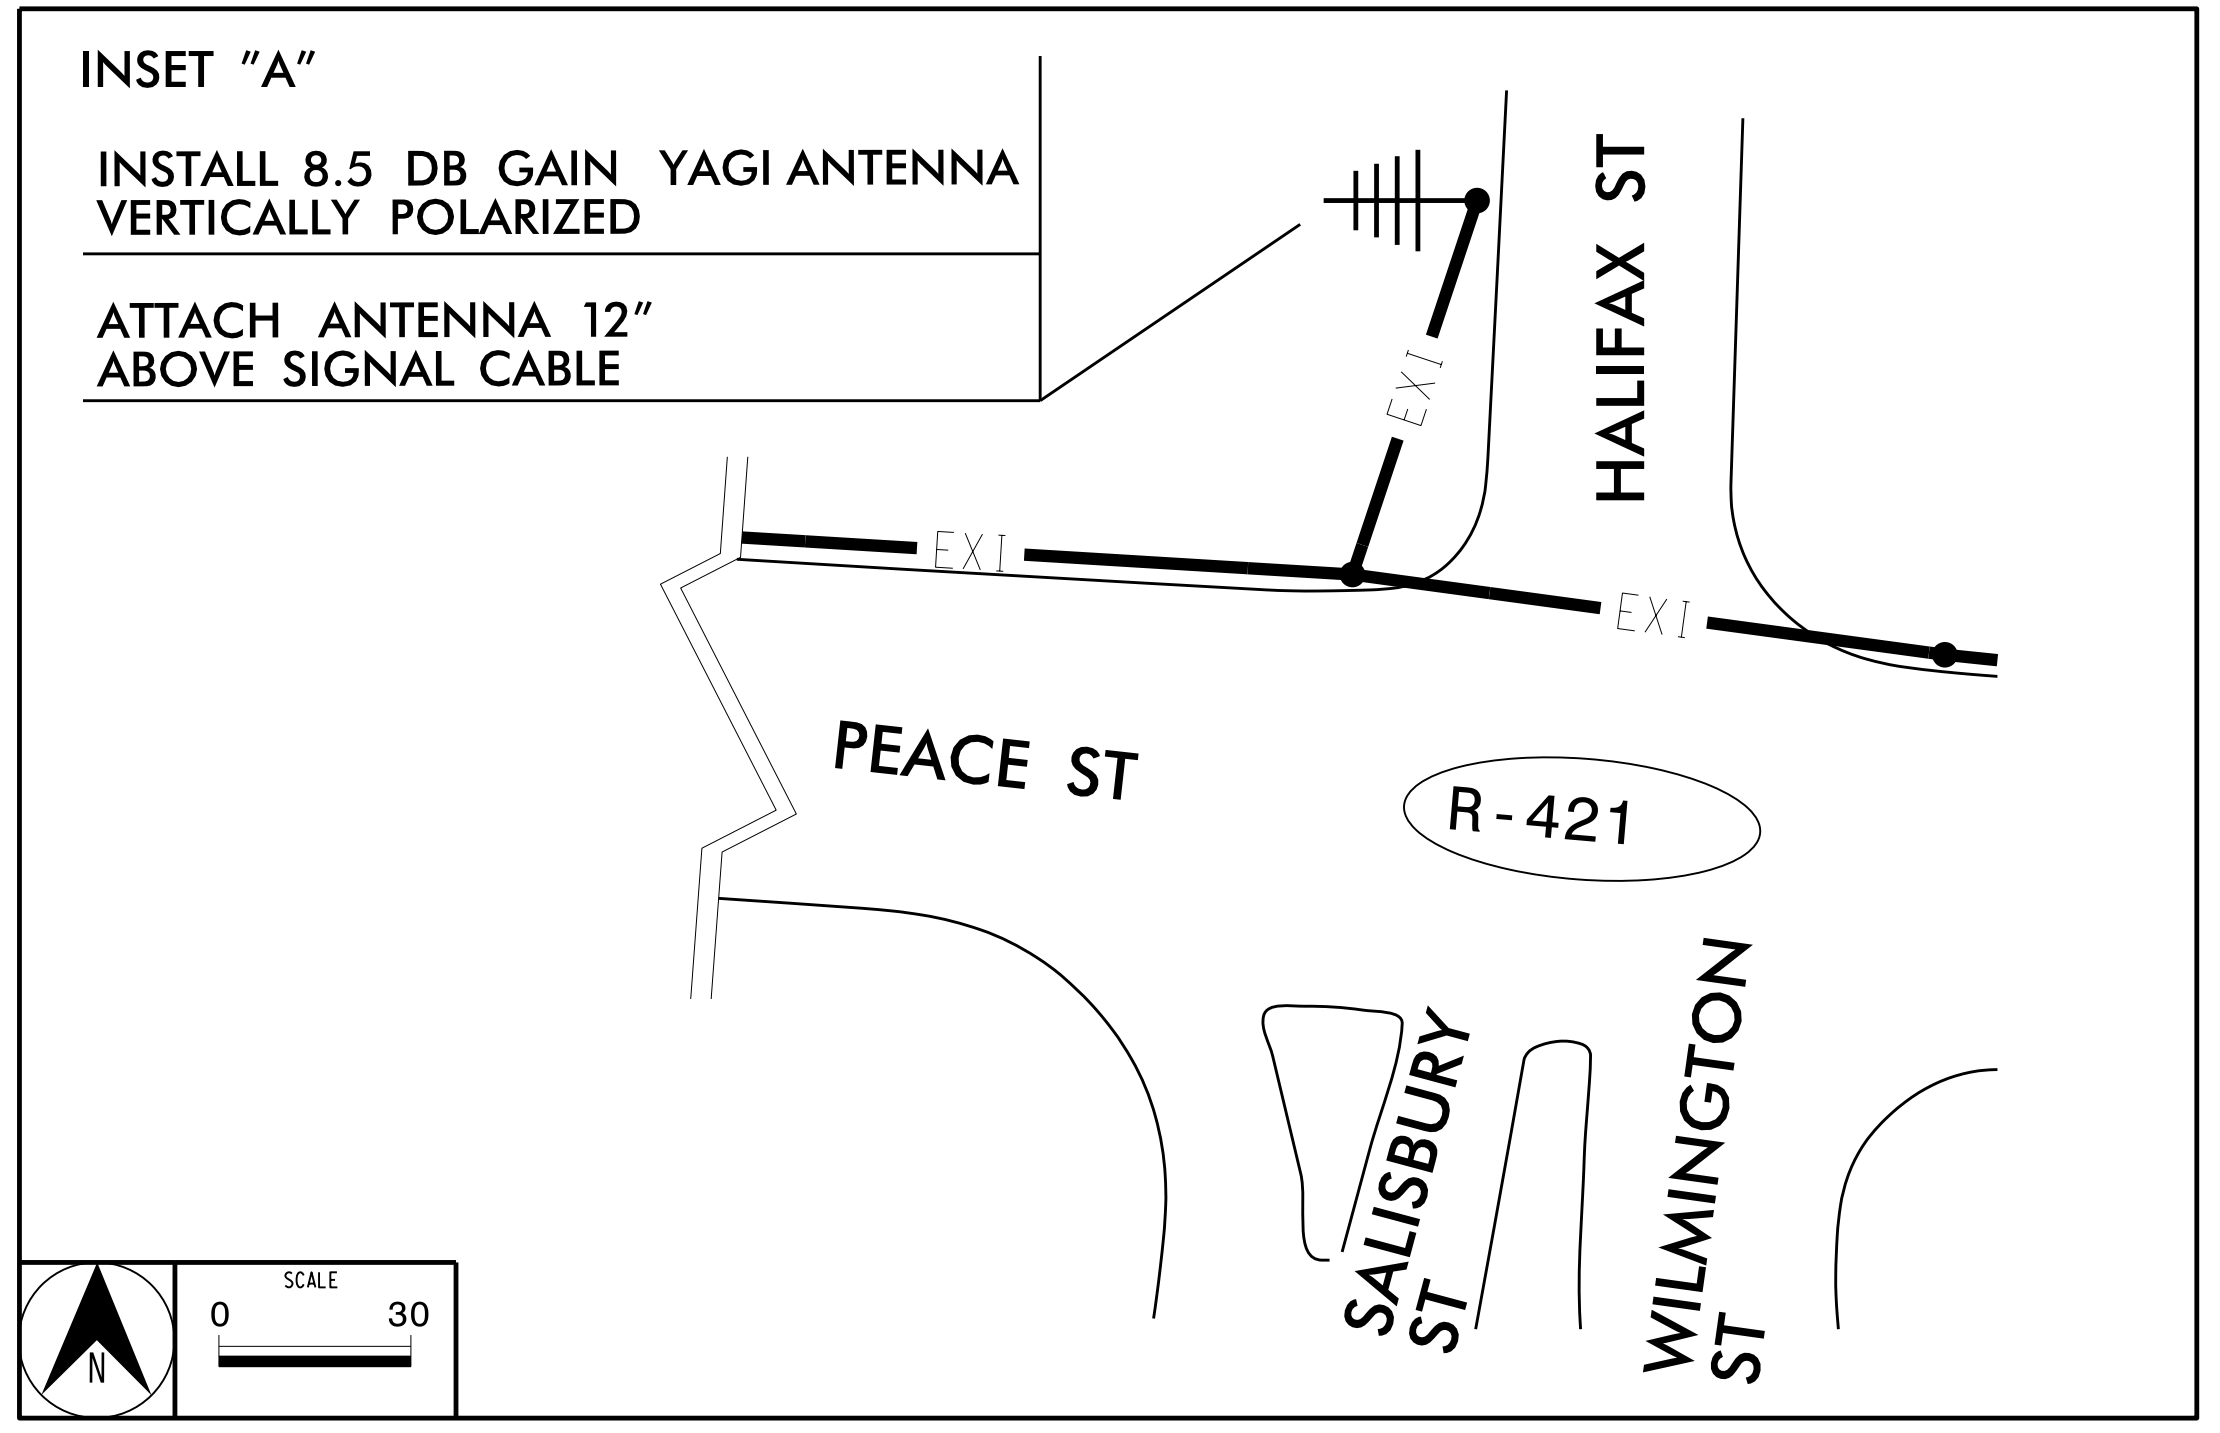 INSET "A"
INSTALL 8.5 DB GAIN YAGI ANTENNA
VERTICALLY POLARIZED
ATTACH ANTENNA 12"
ABOVE SIGNAL CABLE
HALIFAX ST
EXI
EXI
EXI
PEACE ST
R-421
SALISBURY
ST
WILMINGTON
ST
SCALE
0 30
N